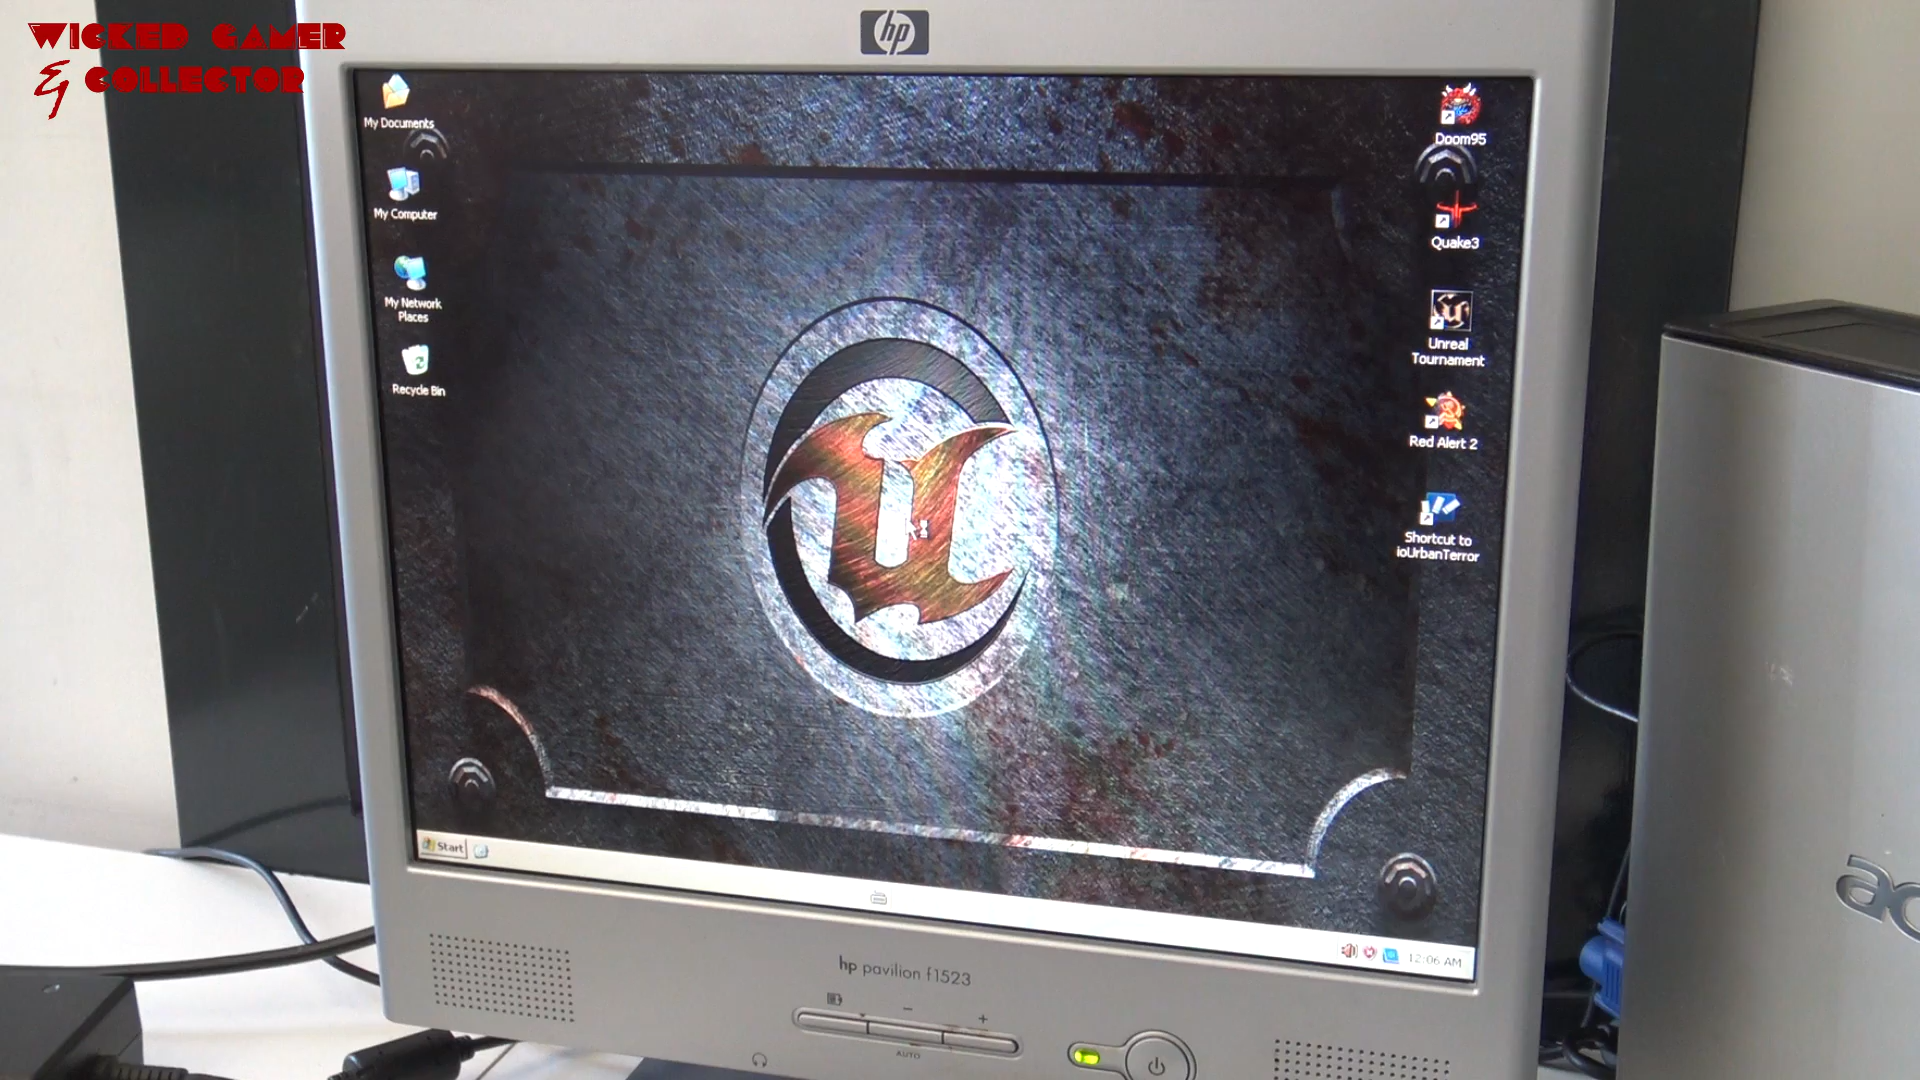 WICKED GAMER
& COLLECTOR
hp
My Documents
My Computer
My Network
Places
Recycle Bin
Doom95
Quake3
Unreal
Tournament
Red Alert 2
Shortcut to
ioUrbanTerror
Start
12:06 AM
hp pavilion f1523
AUTO